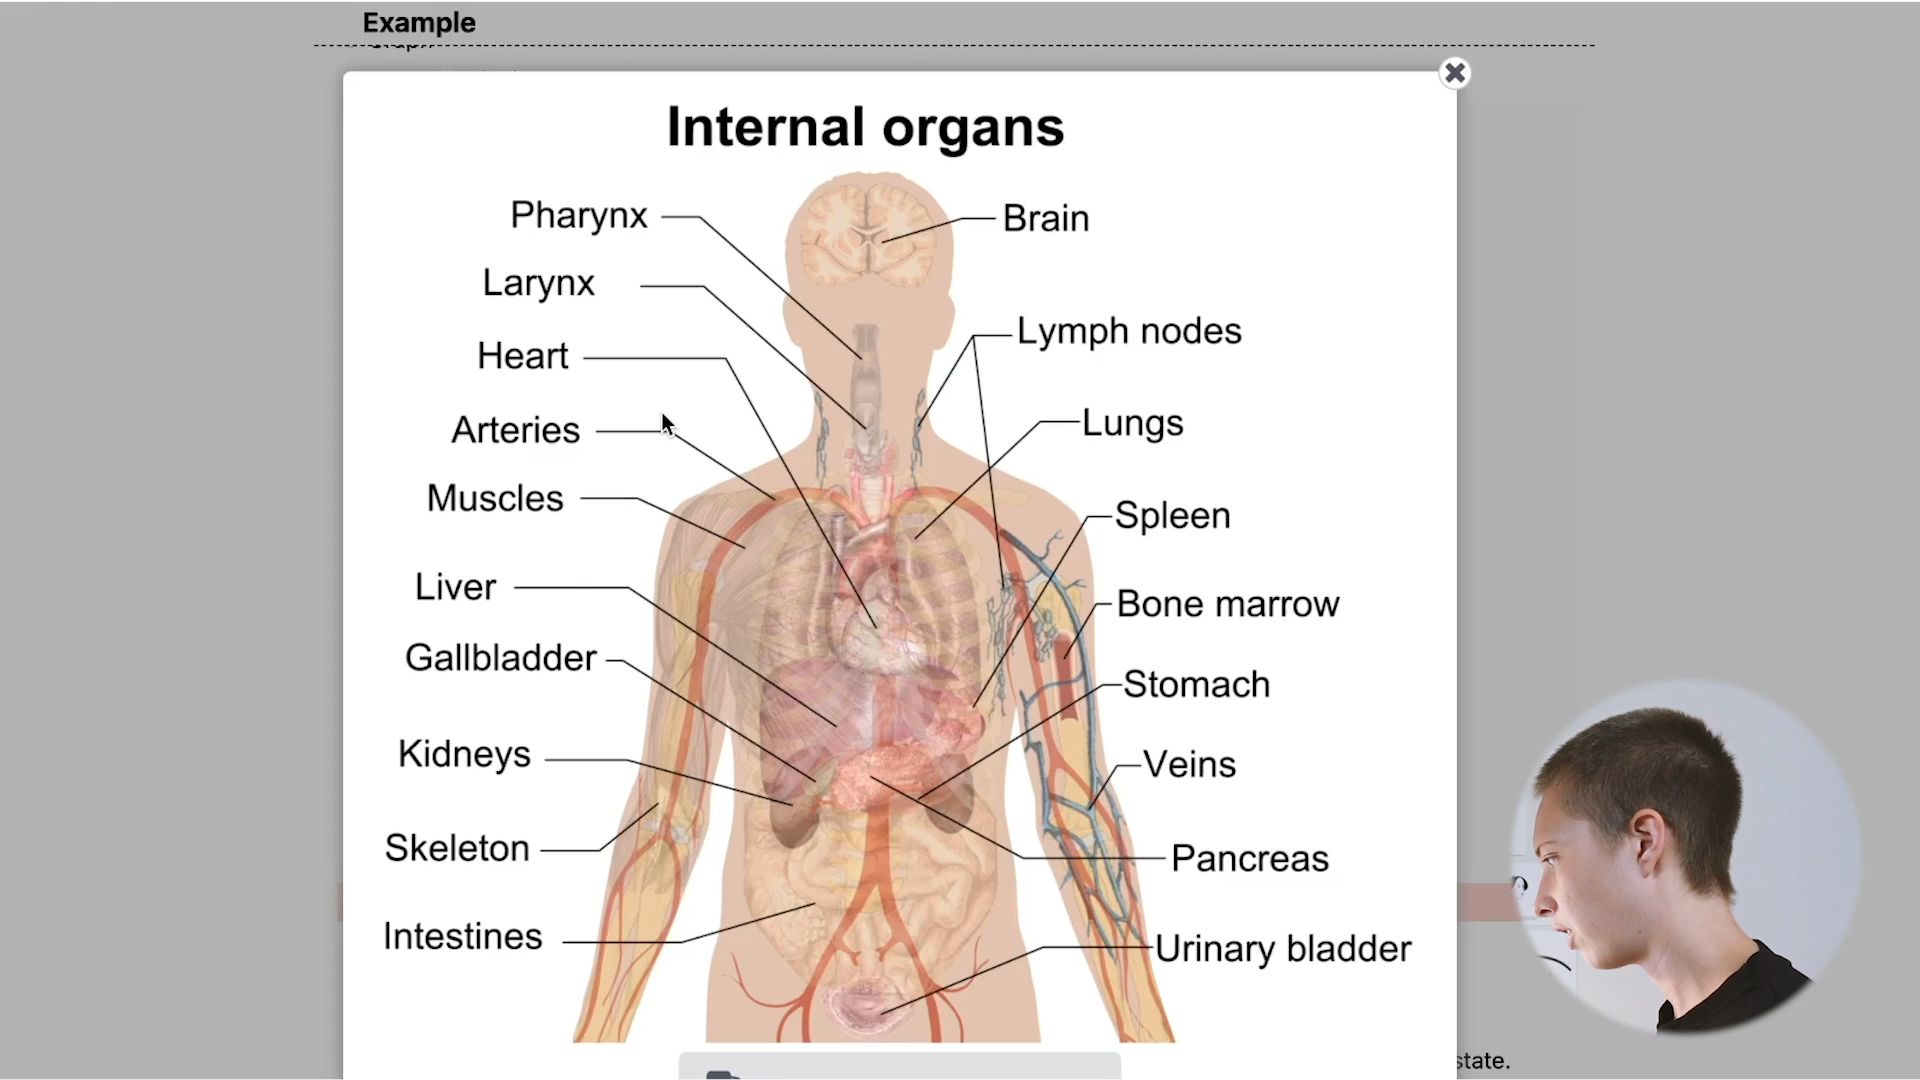 Example
Internal organs
Pharynx
Brain
Larynx
Lymph nodes
Heart
Lungs
Arteries
Muscles
Spleen
Liver
Bone marrow
Gallbladder
Stomach
Kidneys
Veins
Skeleton
Pancreas
Intestines
Urinary bladder
state.